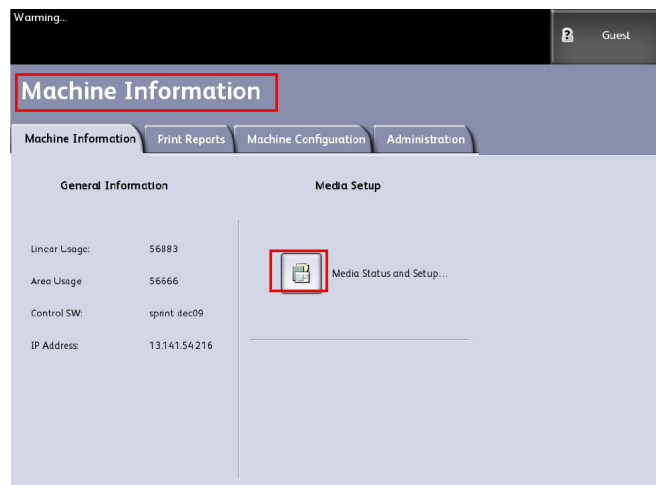 Warming...
Guest
Machine Information
Machine Information
Print Reports
Machine Configuration
Administration
General Information
Media Setup
Linear Usage: 56883
Media Status and Setup...
Area Usage 56666
Control SW: sprint dec09
IP Address: 13.141.54.216